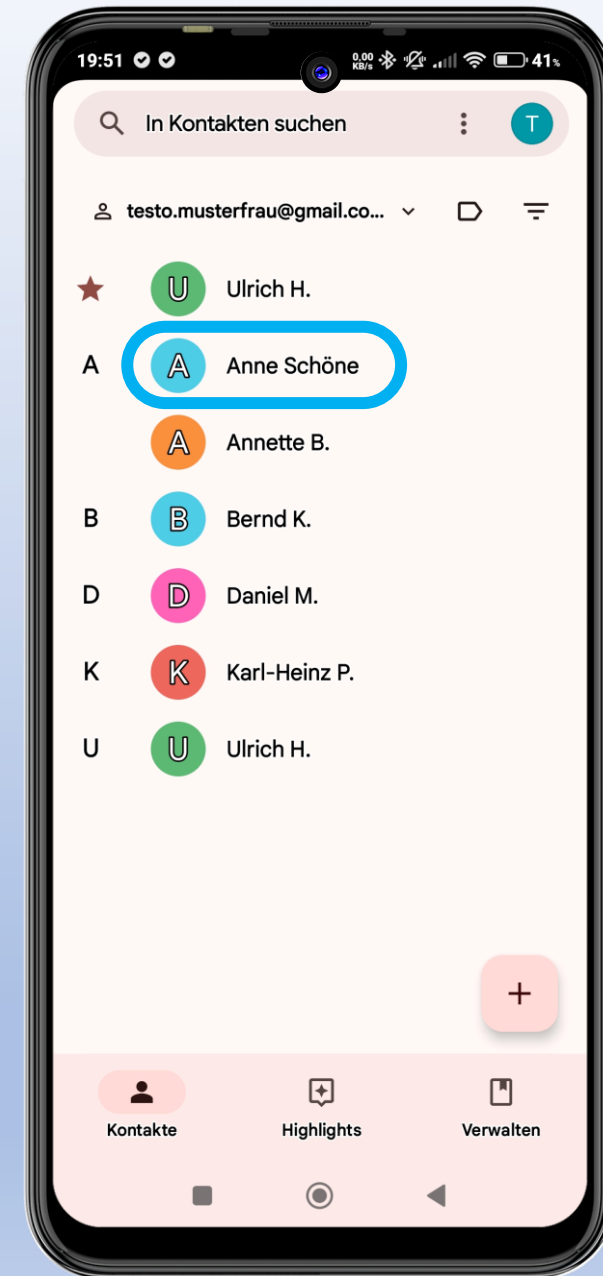 19:51 0,00 KB/s 41%
In Kontakten suchen T
testo.musterfrau@gmail.co...
U Ulrich H.
A A Anne Schöne
A Annette B.
B B Bernd K.
D D Daniel M.
K K Karl-Heinz P.
U U Ulrich H.
+
Kontakte Highlights Verwalten